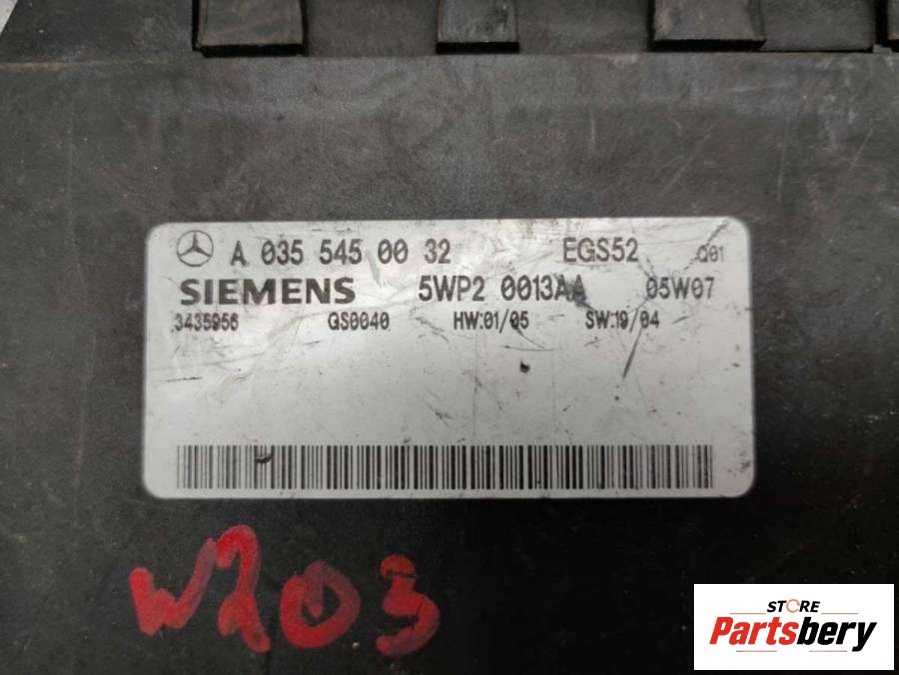 A 035 545 00 32 EGS52 Q01
SIEMENS 5WP2 0013AA 05W07
3435956 QS0040 HW:01/05 SW:19/04
W203
STORE
Partsbery